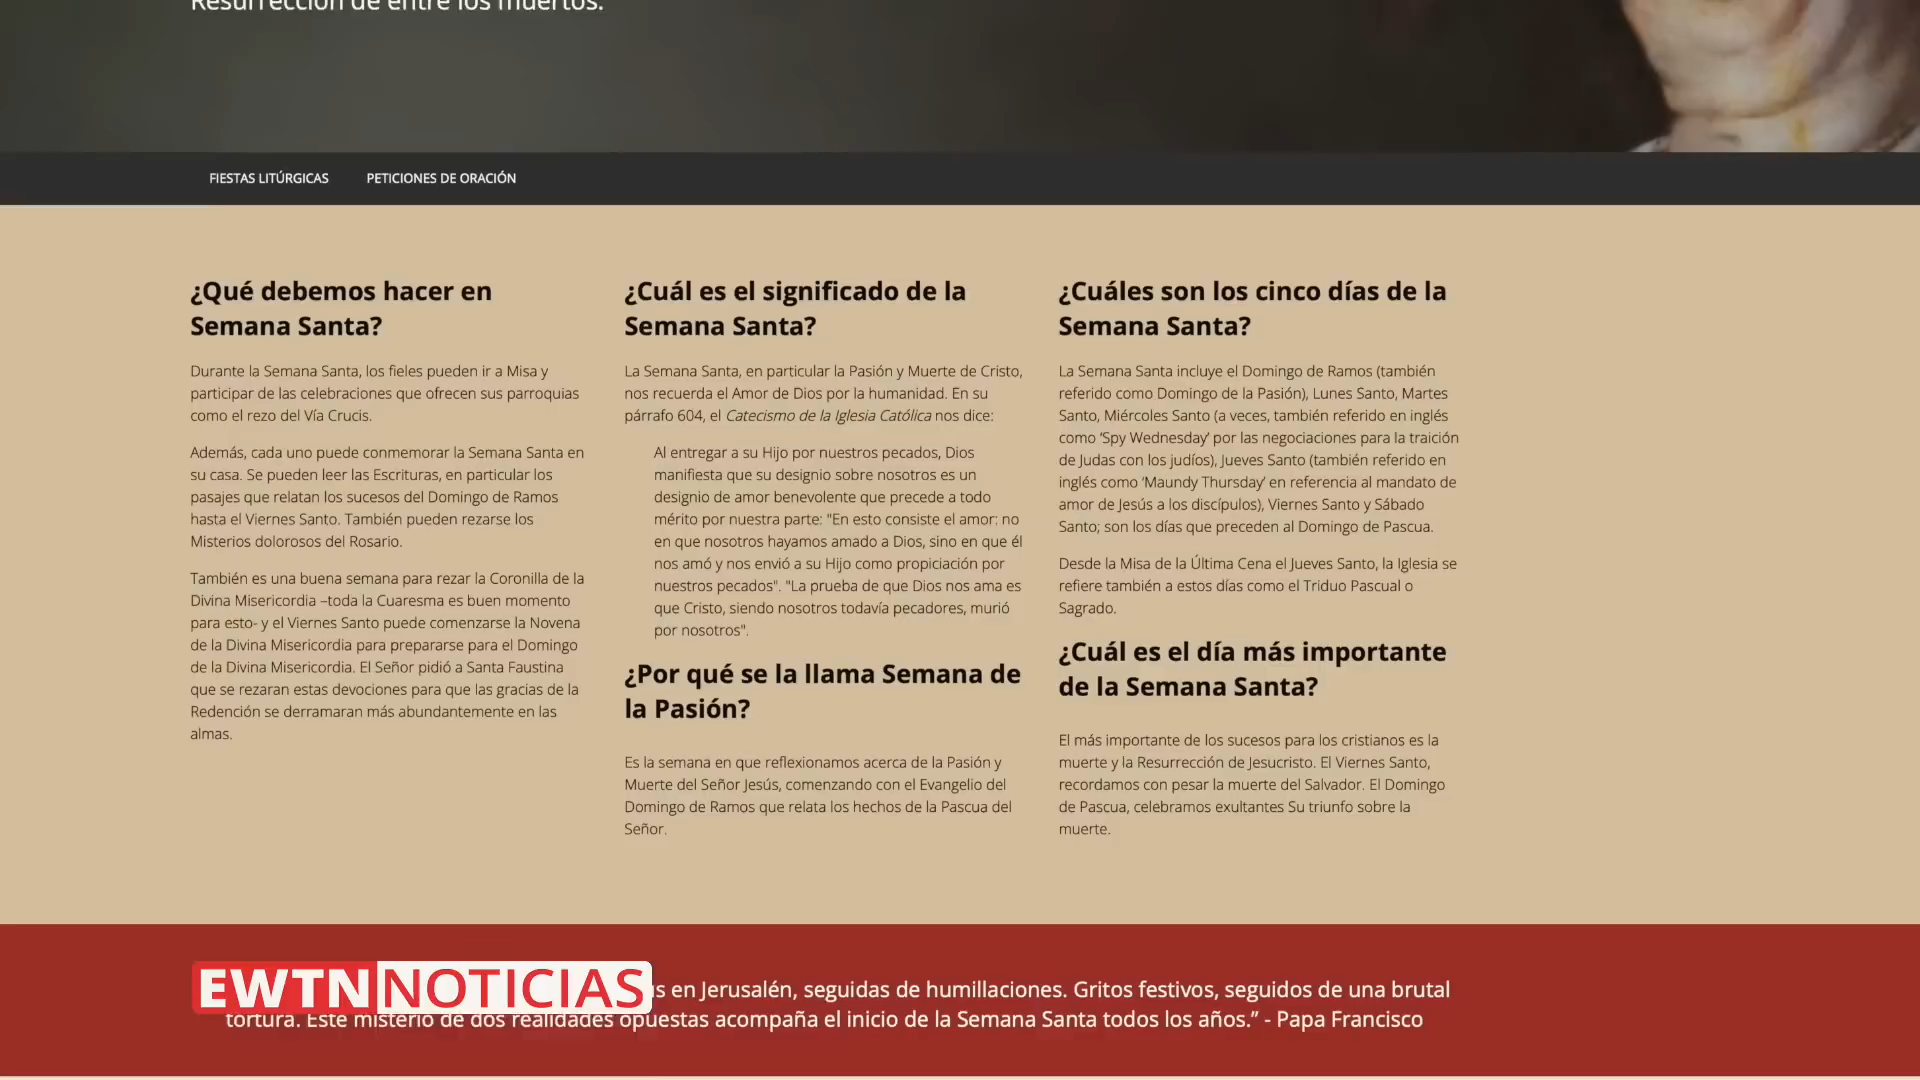 Resurrección de entre los muertos.
FIESTAS LITÚRGICAS
PETICIONES DE ORACIÓN
¿Qué debemos hacer en
Semana Santa?
Durante la Semana Santa, los fieles pueden ir a Misa y
participar de las celebraciones que ofrecen sus parroquias
como el rezo del Vía Crucis.
Además, cada uno puede conmemorar la Semana Santa en
su casa. Se pueden leer las Escrituras, en particular los
pasajes que relatan los sucesos del Domingo de Ramos
hasta el Viernes Santo. También pueden rezarse los
Misterios dolorosos del Rosario.
También es una buena semana para rezar la Coronilla de la
Divina Misericordia –toda la Cuaresma es buen momento
para esto- y el Viernes Santo puede comenzarse la Novena
de la Divina Misericordia para prepararse para el Domingo
de la Divina Misericordia. El Señor pidió a Santa Faustina
que se rezaran estas devociones para que las gracias de la
Redención se derramaran más abundantemente en las
almas.
¿Cuál es el significado de la
Semana Santa?
La Semana Santa, en particular la Pasión y Muerte de Cristo,
nos recuerda el Amor de Dios por la humanidad. En su
párrafo 604, el Catecismo de la Iglesia Católica nos dice:
Al entregar a su Hijo por nuestros pecados, Dios
manifiesta que su designio sobre nosotros es un
designio de amor benevolente que precede a todo
mérito por nuestra parte: "En esto consiste el amor: no
en que nosotros hayamos amado a Dios, sino en que él
nos amó y nos envió a su Hijo como propiciación por
nuestros pecados". "La prueba de que Dios nos ama es
que Cristo, siendo nosotros todavía pecadores, murió
por nosotros".
¿Por qué se la llama Semana de
la Pasión?
Es la semana en que reflexionamos acerca de la Pasión y
Muerte del Señor Jesús, comenzando con el Evangelio del
Domingo de Ramos que relata los hechos de la Pascua del
Señor.
¿Cuáles son los cinco días de la
Semana Santa?
La Semana Santa incluye el Domingo de Ramos (también
referido como Domingo de la Pasión), Lunes Santo, Martes
Santo, Miércoles Santo (a veces, también referido en inglés
como ‘Spy Wednesday’ por las negociaciones para la traición
de Judas con los judíos), Jueves Santo (también referido en
inglés como ‘Maundy Thursday’ en referencia al mandato de
amor de Jesús a los discípulos), Viernes Santo y Sábado
Santo; son los días que preceden al Domingo de Pascua.
Desde la Misa de la Última Cena el Jueves Santo, la Iglesia se
refiere también a estos días como el Triduo Pascual o
Sagrado.
¿Cuál es el día más importante
de la Semana Santa?
El más importante de los sucesos para los cristianos es la
muerte y la Resurrección de Jesucristo. El Viernes Santo,
recordamos con pesar la muerte del Salvador. El Domingo
de Pascua, celebramos exultantes Su triunfo sobre la
muerte.
EWTN NOTICIAS
en Jerusalén, seguidas de humillaciones. Gritos festivos, seguidos de una brutal
tortura. Este misterio de dos realidades opuestas acompaña el inicio de la Semana Santa todos los años.” - Papa Francisco